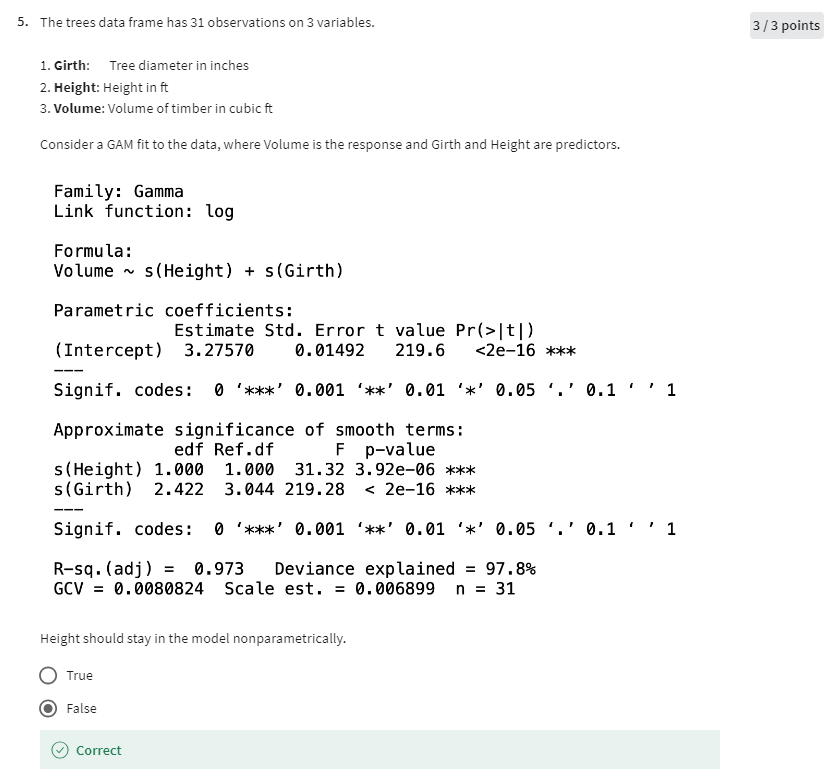 5. The trees data frame has 31 observations on 3 variables.
3 / 3 points
1. Girth: Tree diameter in inches
2. Height: Height in ft
3. Volume: Volume of timber in cubic ft
Consider a GAM fit to the data, where Volume is the response and Girth and Height are predictors.
Family: Gamma
Link function: log
Formula:
Volume ~ s(Height) + s(Girth)
Parametric coefficients:
Estimate Std. Error t value Pr(>|t|)
(Intercept) 3.27570 0.01492 219.6 <2e-16 ***
---
Signif. codes: 0 ‘***’ 0.001 ‘**’ 0.01 ‘*’ 0.05 ‘.’ 0.1 ‘ ’ 1
Approximate significance of smooth terms:
edf Ref.df F p-value
s(Height) 1.000 1.000 31.32 3.92e-06 ***
s(Girth) 2.422 3.044 219.28 < 2e-16 ***
---
Signif. codes: 0 ‘***’ 0.001 ‘**’ 0.01 ‘*’ 0.05 ‘.’ 0.1 ‘ ’ 1
R-sq.(adj) = 0.973 Deviance explained = 97.8%
GCV = 0.0080824 Scale est. = 0.006899 n = 31
Height should stay in the model nonparametrically.
True
False
Correct